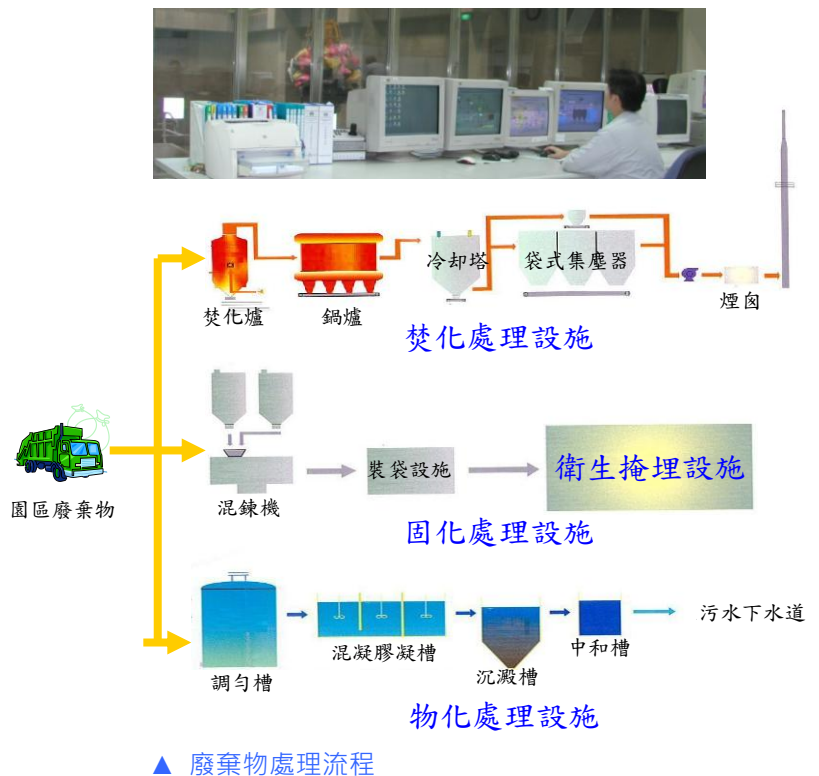 冷却塔
袋式集塵器
焚化爐
鍋爐
煙囪
焚化處理設施
園區廢棄物
混鍊機
裝袋設施
衛生掩埋設施
固化處理設施
調勻槽
混凝膠凝槽
沉澱槽
中和槽
污水下水道
物化處理設施
▲ 廢棄物處理流程